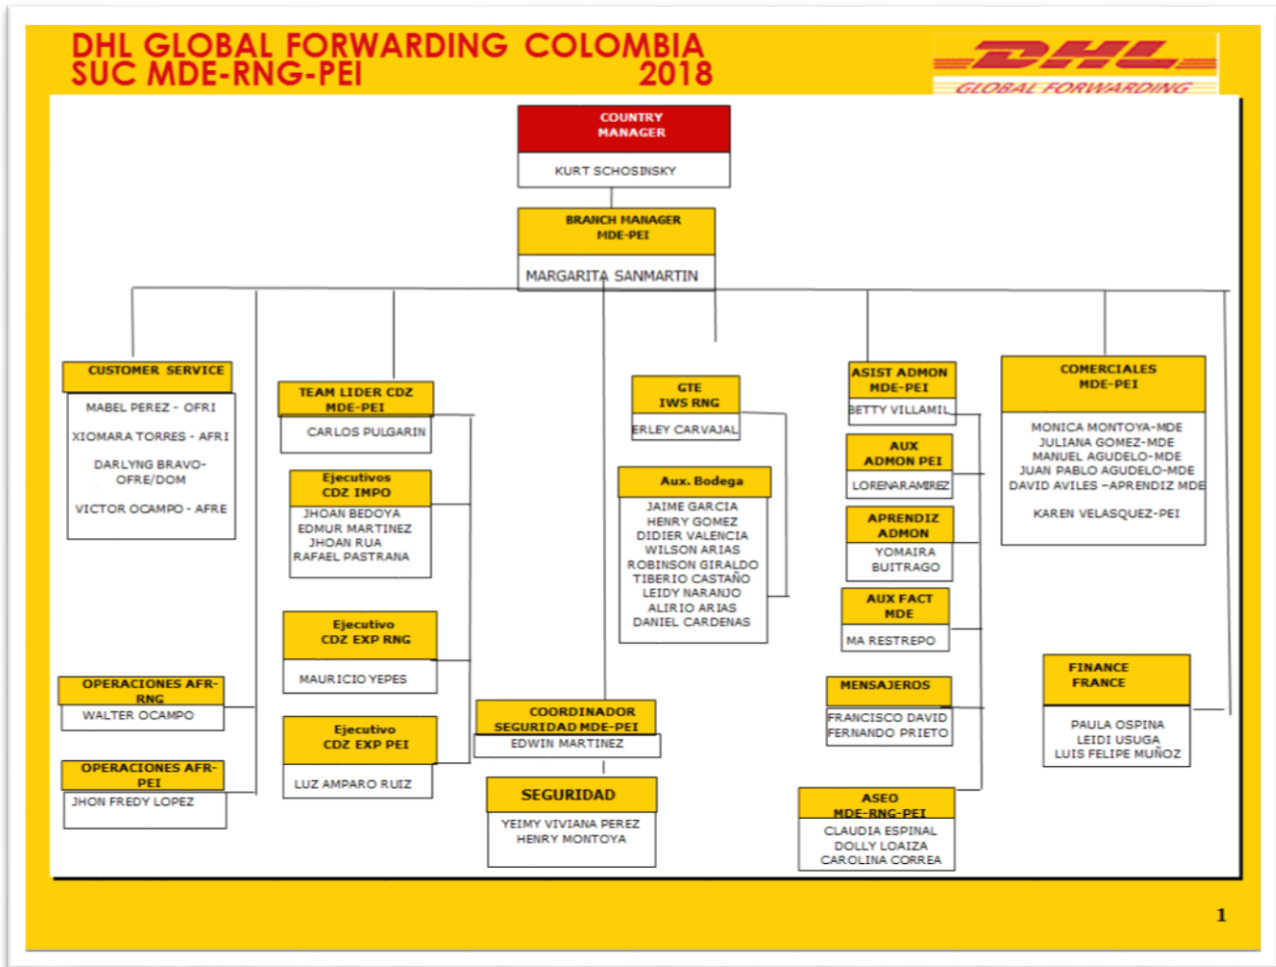 DHL GLOBAL FORWARDING COLOMBIA
SUC MDE-RNG-PEI 2018
DHL
GLOBAL FORWARDING
COUNTRY
MANAGER
KURT SCHOSINSKY
BRANCH MANAGER
MDE-PEI
MARGARITA SANMARTIN
CUSTOMER SERVICE
MABEL PEREZ - OFRI
XIOMARA TORRES - AFRI
DARLYNG BRAVO-
OFRE/DOM
VICTOR OCAMPO - AFRE
OPERACIONES AFR-
RNG
WALTER OCAMPO
OPERACIONES AFR-
PEI
JHON FREDY LOPEZ
TEAM LIDER CDZ
MDE-PEI
CARLOS PULGARIN
Ejecutivos
CDZ IMPO
JHOAN BEDOYA
EDMUR MARTINEZ
JHOAN RUA
RAFAEL PASTRANA
Ejecutivo
CDZ EXP RNG
MAURICIO YEPES
Ejecutivo
CDZ EXP PEI
LUZ AMPARO RUIZ
COORDINADOR
SEGURIDAD MDE-PEI
EDWIN MARTINEZ
SEGURIDAD
YEIMY VIVIANA PEREZ
HENRY MONTOYA
GTE
IWS RNG
ERLEY CARVAJAL
Aux. Bodega
JAIME GARCIA
HENRY GOMEZ
DIDIER VALENCIA
WILSON ARIAS
ROBINSON GIRALDO
TIBERIO CASTAÑO
LEIDY NARANJO
ALIRIO ARIAS
DANIEL CARDENAS
ASIST ADMON
MDE-PEI
BETTY VILLAMIL
AUX
ADMON PEI
LORENARAMIREZ
APRENDIZ
ADMON
YOMAIRA
BUITRAGO
AUX FACT
MDE
MA RESTREPO
MENSAJEROS
FRANCISCO DAVID
FERNANDO PRIETO
ASEO
MDE-RNG-PEI
CLAUDIA ESPINAL
DOLLY LOAIZA
CAROLINA CORREA
COMERCIALES
MDE-PEI
MONICA MONTOYA-MDE
JULIANA GOMEZ-MDE
MANUEL AGUDELO-MDE
JUAN PABLO AGUDELO-MDE
DAVID AVILES –APRENDIZ MDE
KAREN VELASQUEZ-PEI
FINANCE
FRANCE
PAULA OSPINA
LEIDI USUGA
LUIS FELIPE MUÑOZ
1